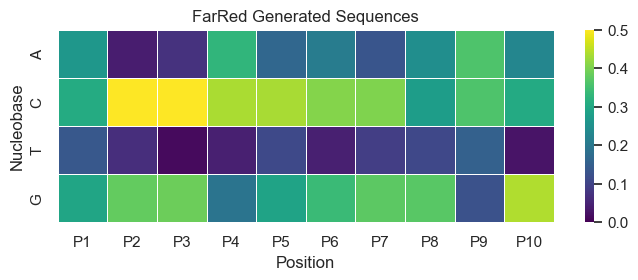 FarRed Generated Sequences
Nucleobase
A
C
T
G
P1 P2 P3 P4 P5 P6 P7 P8 P9 P10
Position
0.5
0.4
0.3
0.2
0.1
0.0